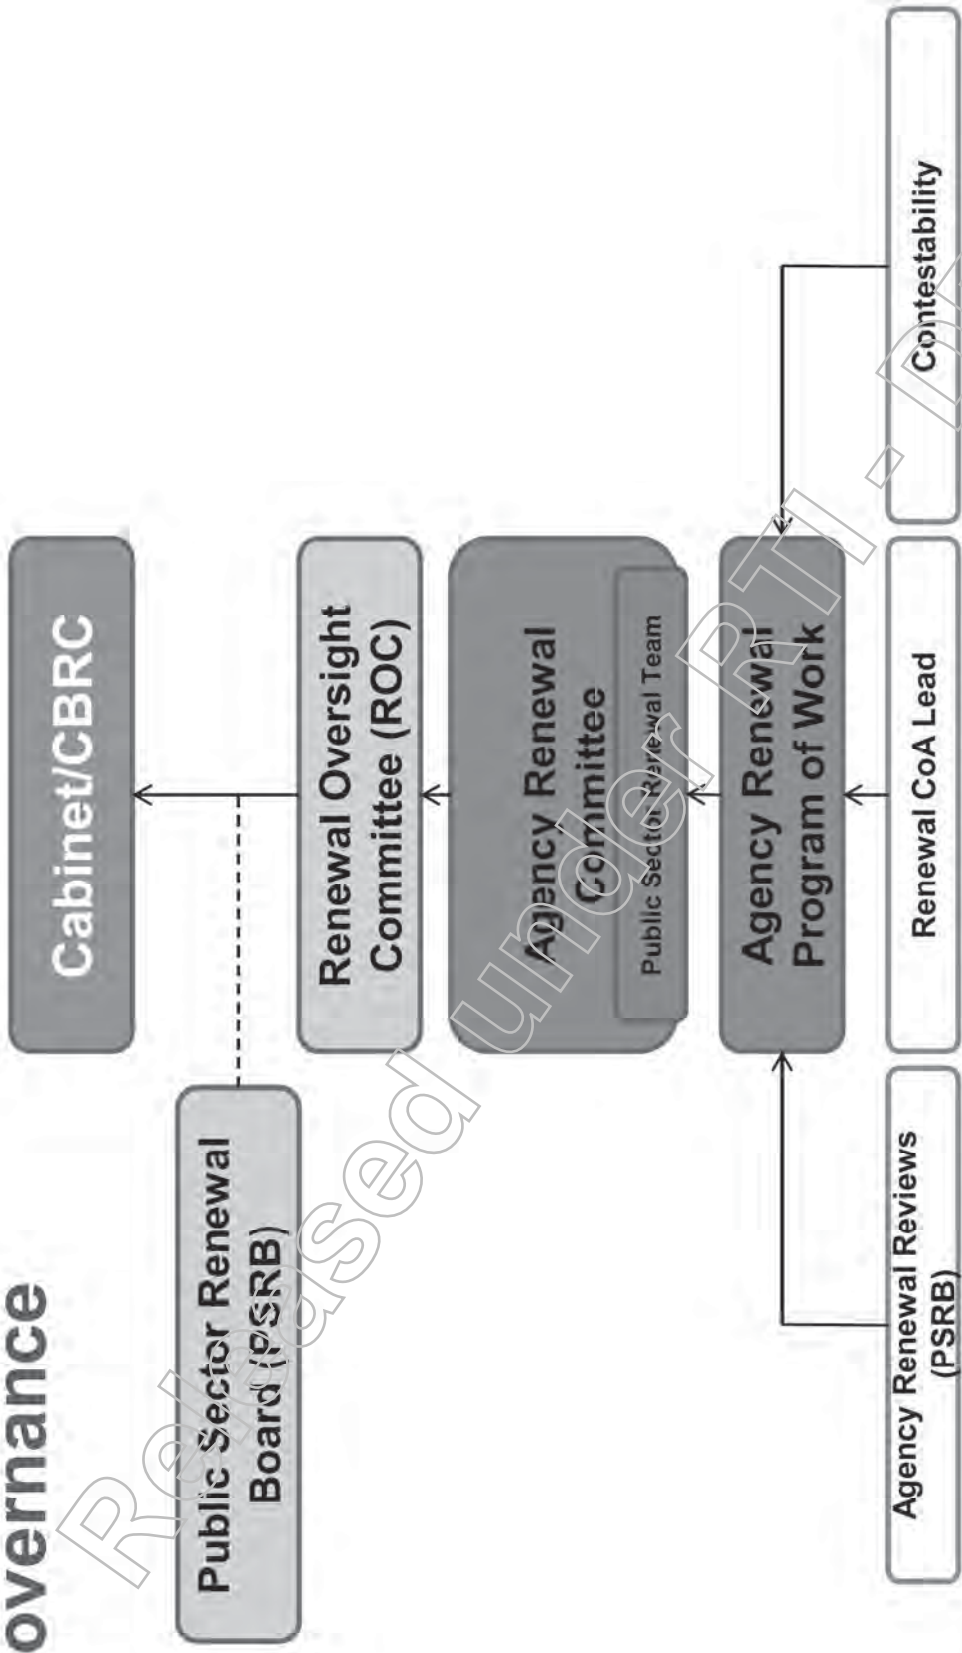 overnance
Cabinet/CBRC
Public Sector Renewal
Board (PSRB)
Renewal Oversight
Committee (ROC)
Agency Renewal
Committee
Public Sector Renewal Team
Agency Renewal
Program of Work
Agency Renewal Reviews
(PSRB)
Renewal CoA Lead
Contestability
Released under RTI -